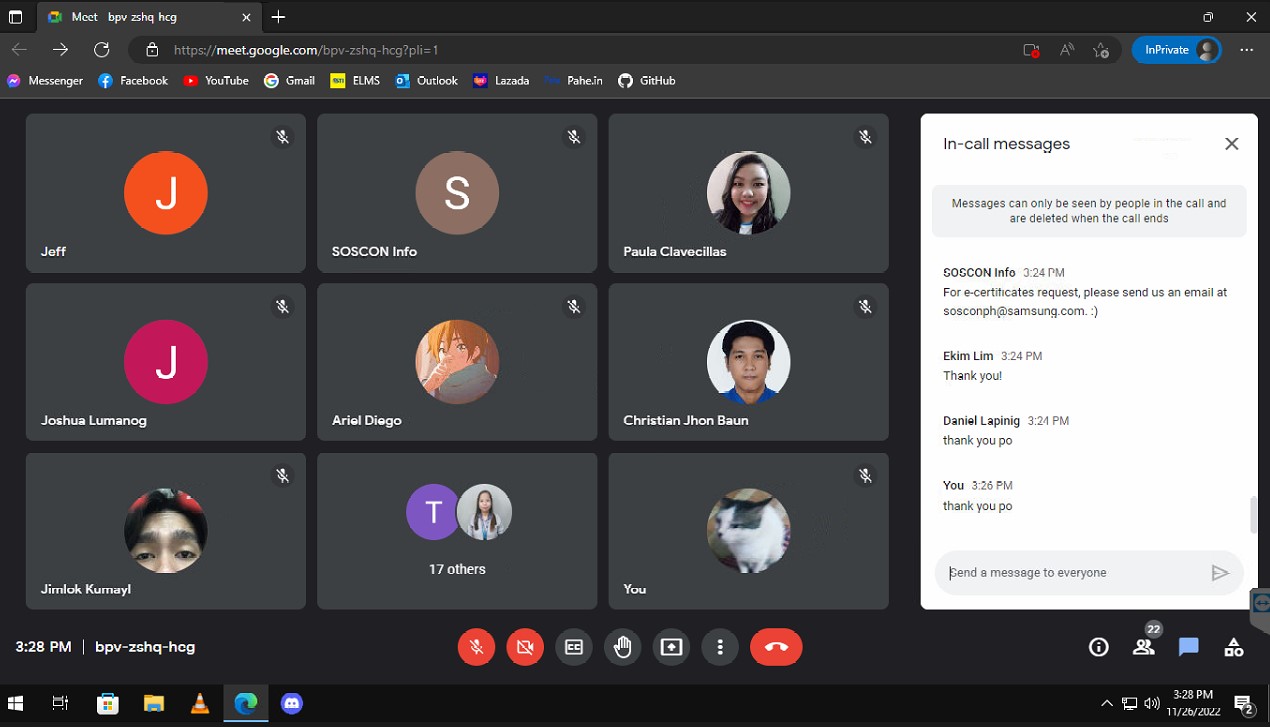 Meet bpv zshq hcg
https://meet.google.com/bpv-zshq-hcg?pli=1
InPrivate
Messenger Facebook YouTube Gmail ELMS Outlook Lazada Pahe.in GitHub
J
Jeff
S
SOSCON Info
Paula Clavecillas
J
Joshua Lumanog
Ariel Diego
Christian Jhon Baun
Jimlok Kumayl
T
17 others
You
In-call messages
Messages can only be seen by people in the call and
are deleted when the call ends
SOSCON Info 3:24 PM
For e-certificates request, please send us an email at
sosconph@samsung.com. :)
Ekim Lim 3:24 PM
Thank you!
Daniel Lapinig 3:24 PM
thank you po
You 3:26 PM
thank you po
Send a message to everyone
3:28 PM | bpv-zshq-hcg
22
3:28 PM
11/26/2022
2